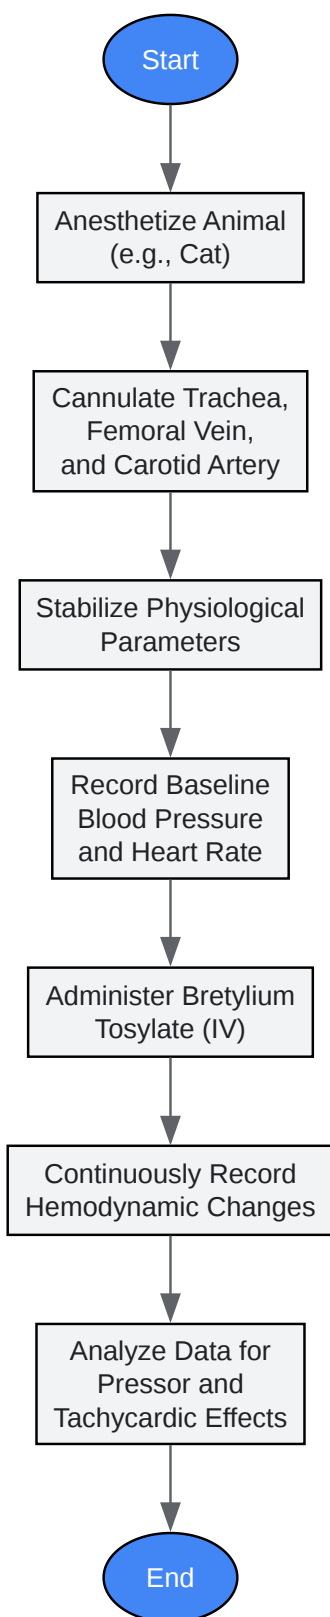 Start
Anesthetize Animal
(e.g., Cat)
Cannulate Trachea,
Femoral Vein,
and Carotid Artery
Stabilize Physiological
Parameters
Record Baseline
Blood Pressure
and Heart Rate
Administer Bretylium
Tosylate (IV)
Continuously Record
Hemodynamic Changes
Analyze Data for
Pressor and
Tachycardic Effects
End